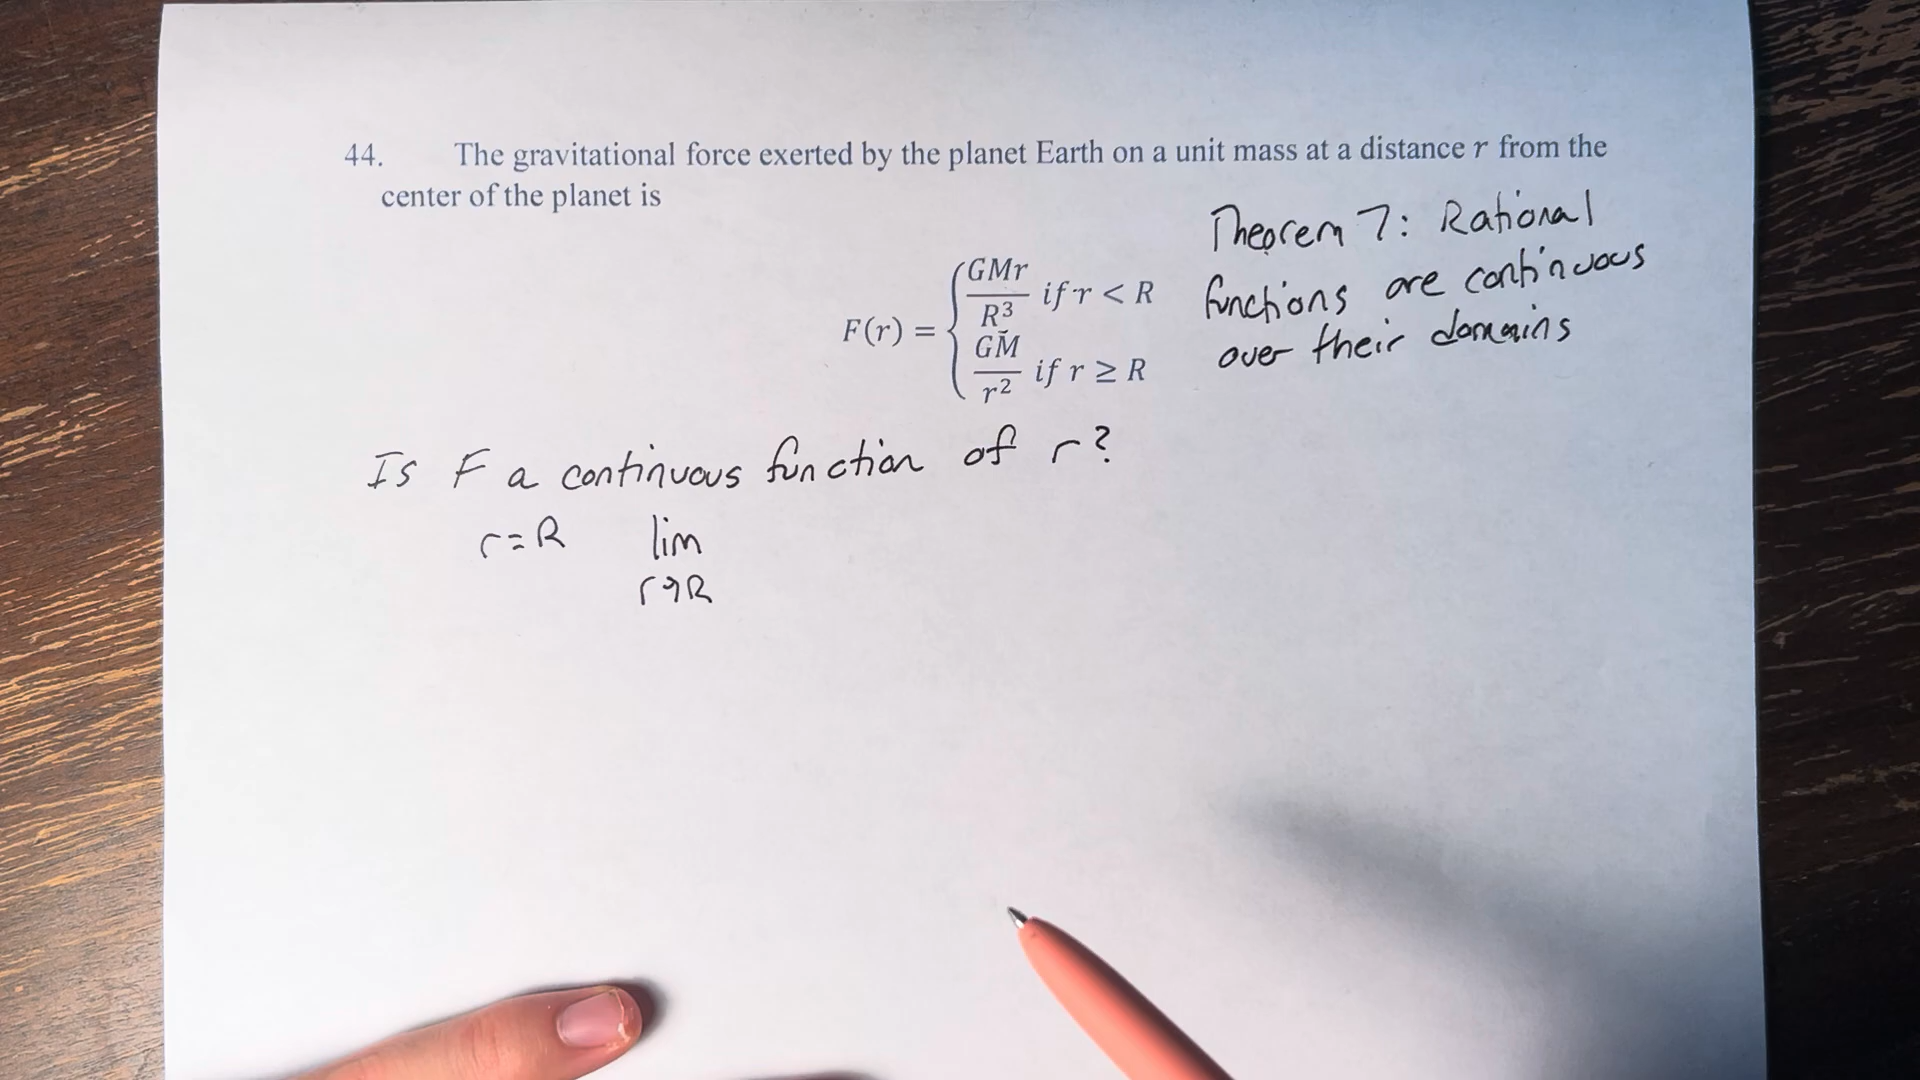 44. The gravitational force exerted by the planet Earth on a unit mass at a distance r from the
center of the planet is
F(r) = { GMr/R³ if r < R
GM/r² if r ≥ R
Theorem 7: Rational
functions are continuous
over their domains
Is F a continuous function of r?
r=R lim r→R